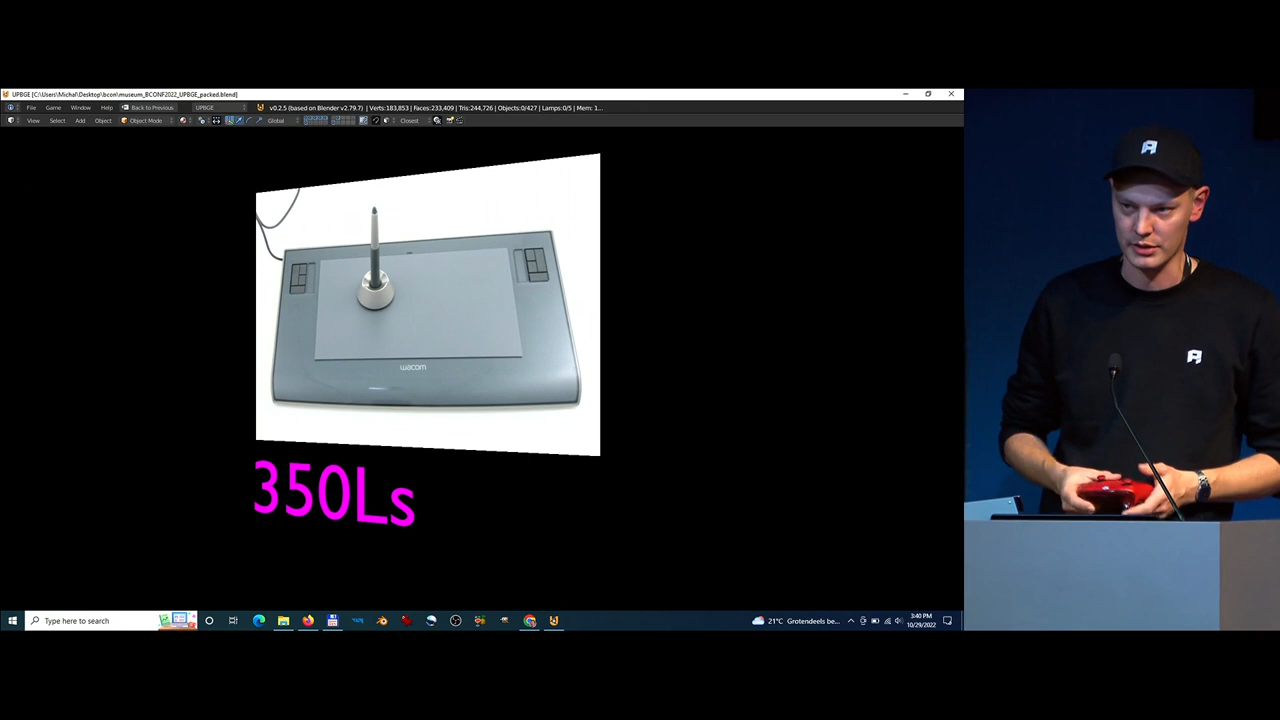 UPBGE [C:\Users\Michal\Desktop\bcon\museum_BCONF2022_UPBGE_packed.blend]
File Game Window Help Back to Previous UPBGE v0.2.5 (based on Blender v2.79.7) | Verts:183,853 | Faces:233,409 | Tris:244,726 | Objects:0/427 | Lamps:0/5 | Mem: 1...
View Select Add Object Object Mode Global Closest
wacom
350Ls
Type here to search
21°C Grotendeels be...
3:40 PM
10/29/2022